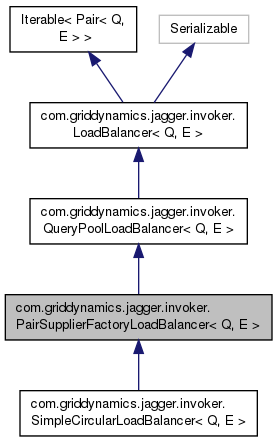 Iterable< Pair< Q,
E > >
Serializable
com.griddynamics.jagger.invoker.
LoadBalancer< Q, E >
com.griddynamics.jagger.invoker.
QueryPoolLoadBalancer< Q, E >
com.griddynamics.jagger.invoker.
PairSupplierFactoryLoadBalancer< Q, E >
com.griddynamics.jagger.invoker.
SimpleCircularLoadBalancer< Q, E >